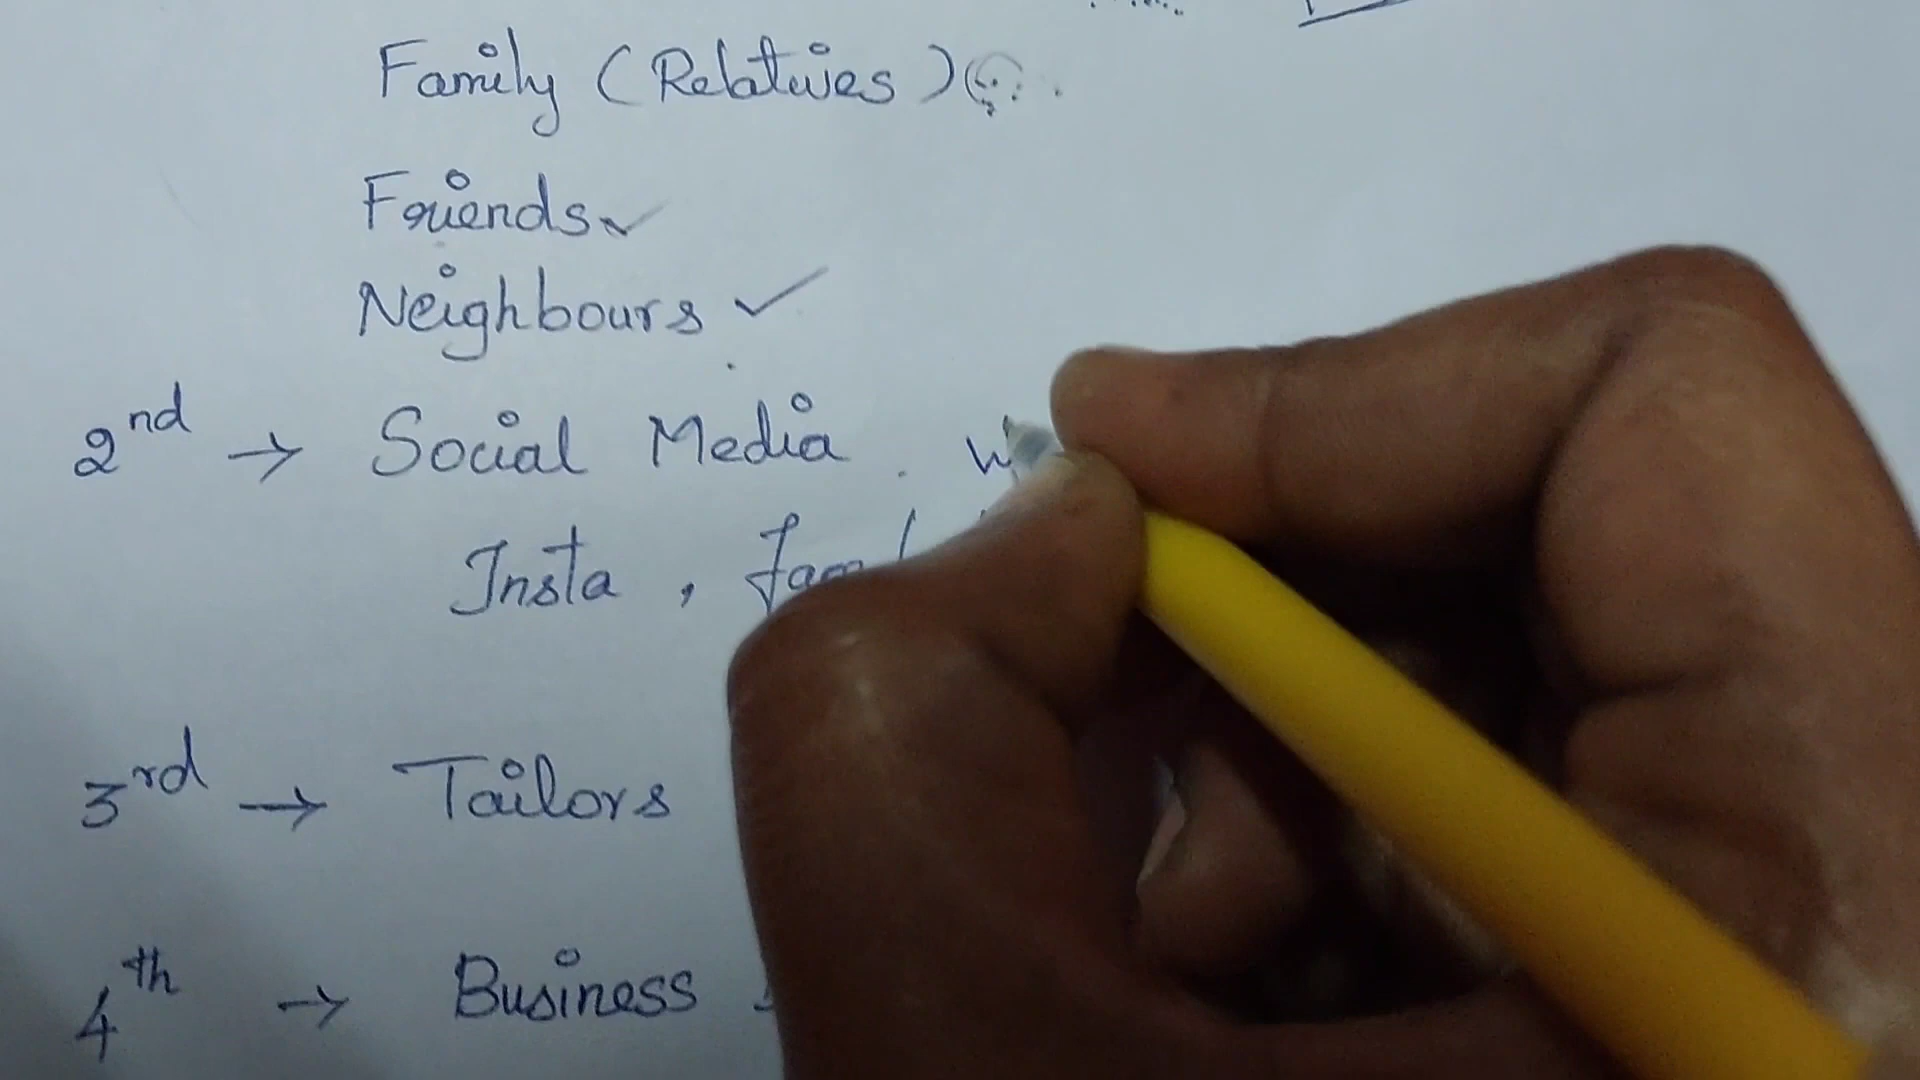 Family (Relatives)
Friends ✓
Neighbours ✓
2nd → Social Media . W
Insta ,
3rd → Tailors
4th → Business